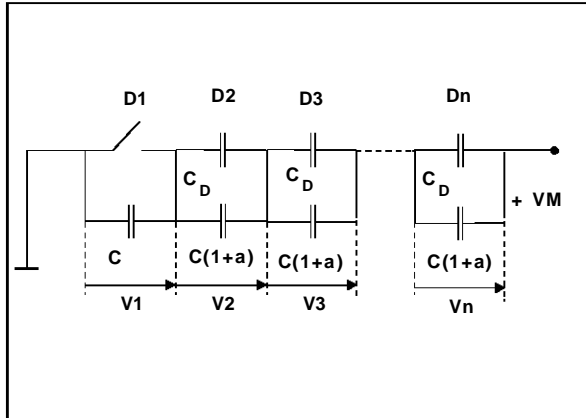 D1 D2 D3 Dn
C D C D C D
+ VM
C C(1+a) C(1+a) C(1+a)
V1 V2 V3 Vn